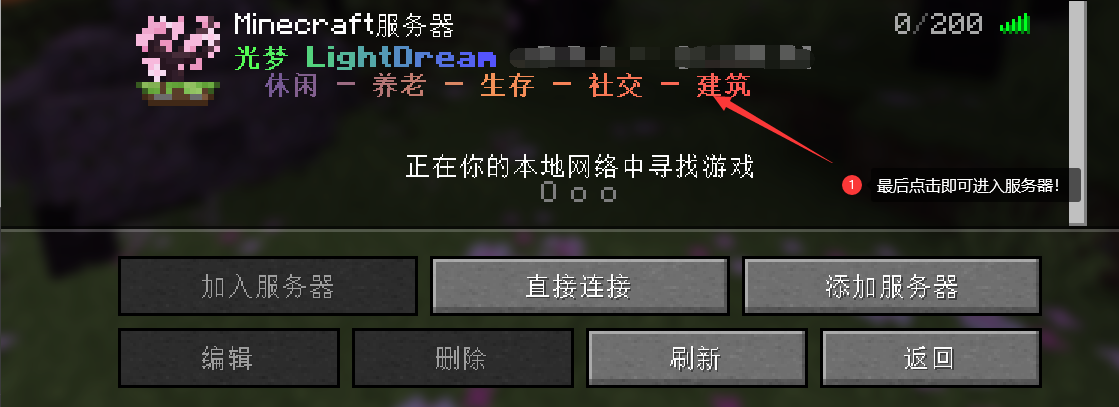 Minecraft服务器
0/200
光梦 LightDream
休闲 - 养老 - 生存 - 社交 - 建筑
正在你的本地网络中寻找游戏
O o o
1 最后点击即可进入服务器!
加入服务器 直接连接 添加服务器
编辑 删除 刷新 返回